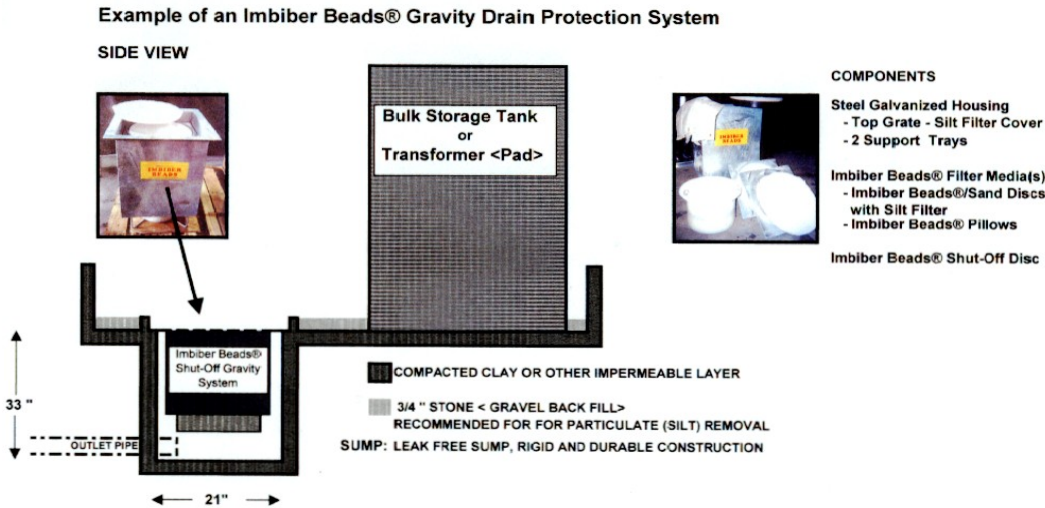 Example of an Imbiber Beads® Gravity Drain Protection System
SIDE VIEW
IMBIBER
BEADS
Bulk Storage Tank
or
Transformer <Pad>
IMBIBER
BEADS
COMPONENTS
Steel Galvanized Housing
- Top Grate - Silt Filter Cover
- 2 Support Trays
Imbiber Beads® Filter Media(s)
- Imbiber Beads®/Sand Discs
with Silt Filter
- Imbiber Beads® Pillows
Imbiber Beads® Shut-Off Disc
Imbiber Beads®
Shut-Off Gravity
System
33 "
OUTLET PIPE
21"
COMPACTED CLAY OR OTHER IMPERMEABLE LAYER
3/4 " STONE < GRAVEL BACK FILL>
RECOMMENDED FOR FOR PARTICULATE (SILT) REMOVAL
SUMP: LEAK FREE SUMP, RIGID AND DURABLE CONSTRUCTION